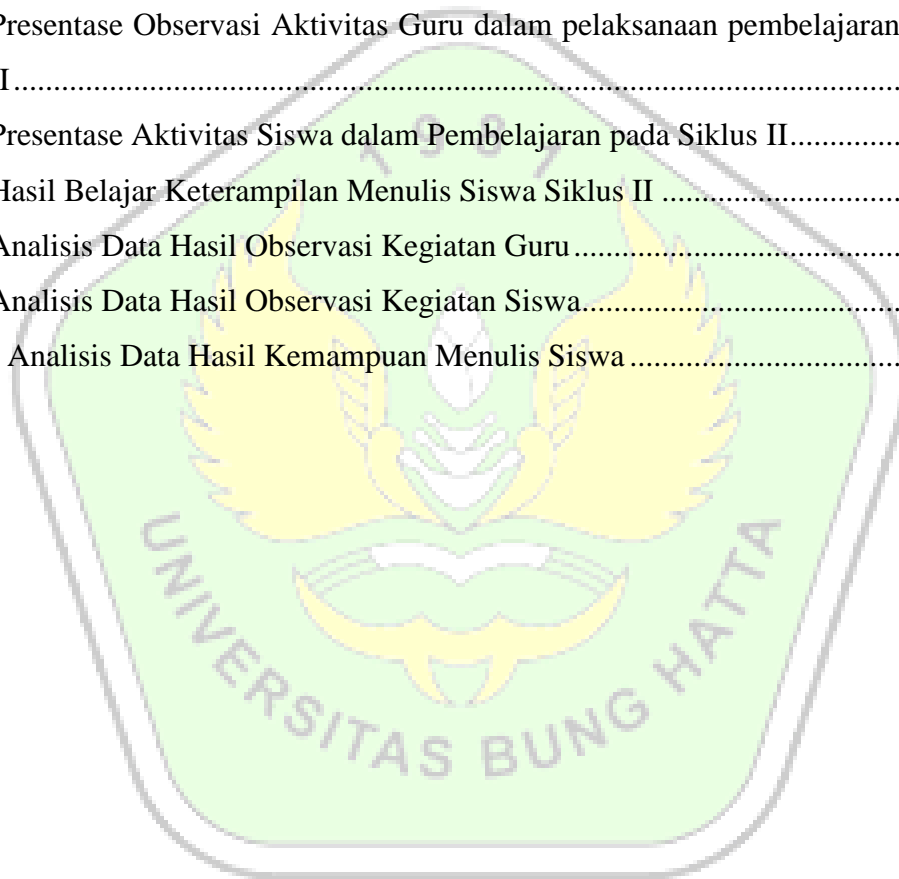 Presentase Observasi Aktivitas Guru dalam pelaksanaan pembelajaran
I...........................................................................................................
Presentase Aktivitas Siswa dalam Pembelajaran pada Siklus II..............
Hasil Belajar Keterampilan Menulis Siswa Siklus II ..............................
Analisis Data Hasil Observasi Kegiatan Guru.........................................
Analisis Data Hasil Observasi Kegiatan Siswa........................................
Analisis Data Hasil Kemampuan Menulis Siswa ..................................
1981
UNIVERSITAS BUNG HATTA